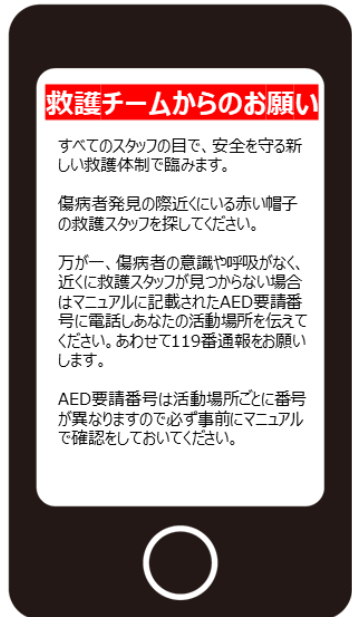 救護チームからのお願い
すべてのスタッフの目で、安全を守る新
しい救護体制で臨みます。
傷病者発見の際近くにいる赤い帽子
の救護スタッフを探してください。
万が一、傷病者の意識や呼吸がなく、
近くに救護スタッフが見つからない場合
はマニュアルに記載されたAED要請番
号に電話しあなたの活動場所を伝えて
ください。あわせて119番通報をお願い
します。
AED要請番号は活動場所ごとに番号
が異なりますので必ず事前にマニュアル
で確認をしておいてください。